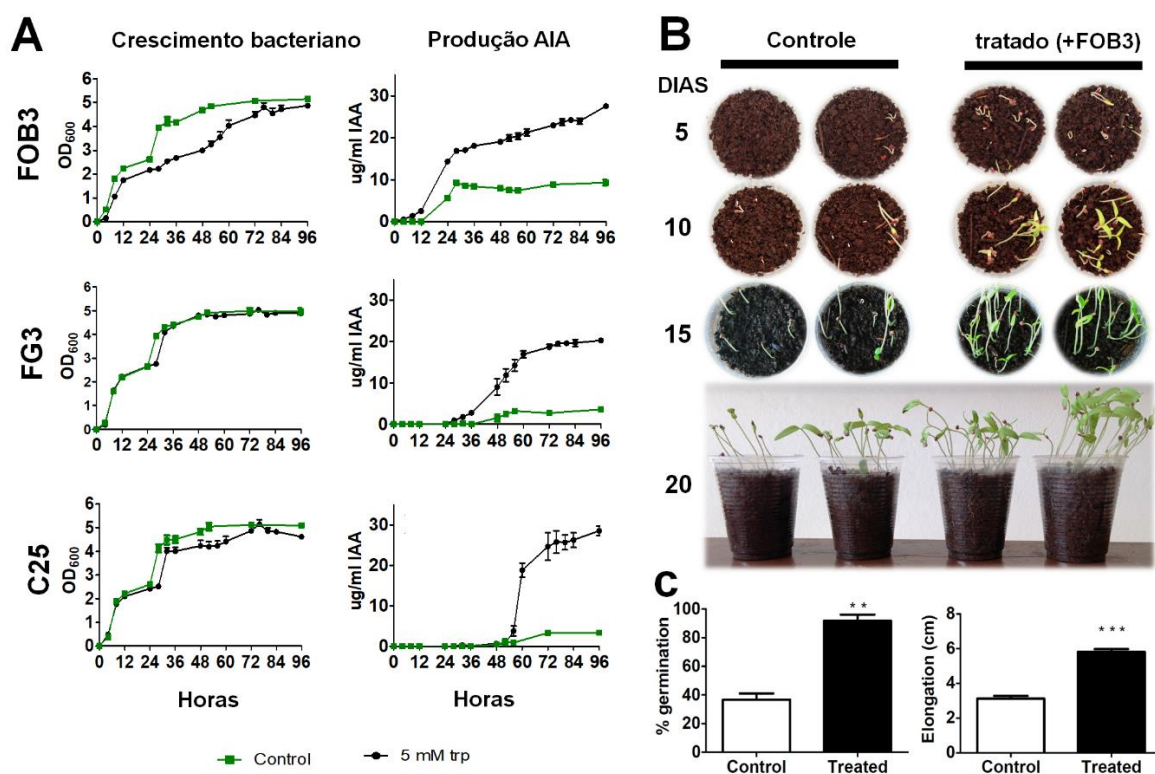 A
Crescimento bacteriano
Produção AIA
FOB3
OD600
6
5
4
3
2
1
0
0 12 24 36 48 60 72 84 96
ug/ml IAA
30
20
10
0
0 12 24 36 48 60 72 84 96
FG3
OD600
6
5
4
3
2
1
0
0 12 24 36 48 60 72 84 96
ug/ml IAA
30
20
10
0
0 12 24 36 48 60 72 84 96
C25
OD600
6
5
4
3
2
1
0
0 12 24 36 48 60 72 84 96
ug/ml IAA
30
20
10
0
0 12 24 36 48 60 72 84 96
Horas
Horas
Control
5 mM trp
B
Controle
tratado (+FOB3)
DIAS
5
10
15
20
C
% germination
100
80
60
40
20
0
**
Control
Treated
Elongation (cm)
8
6
4
2
0
***
Control
Treated